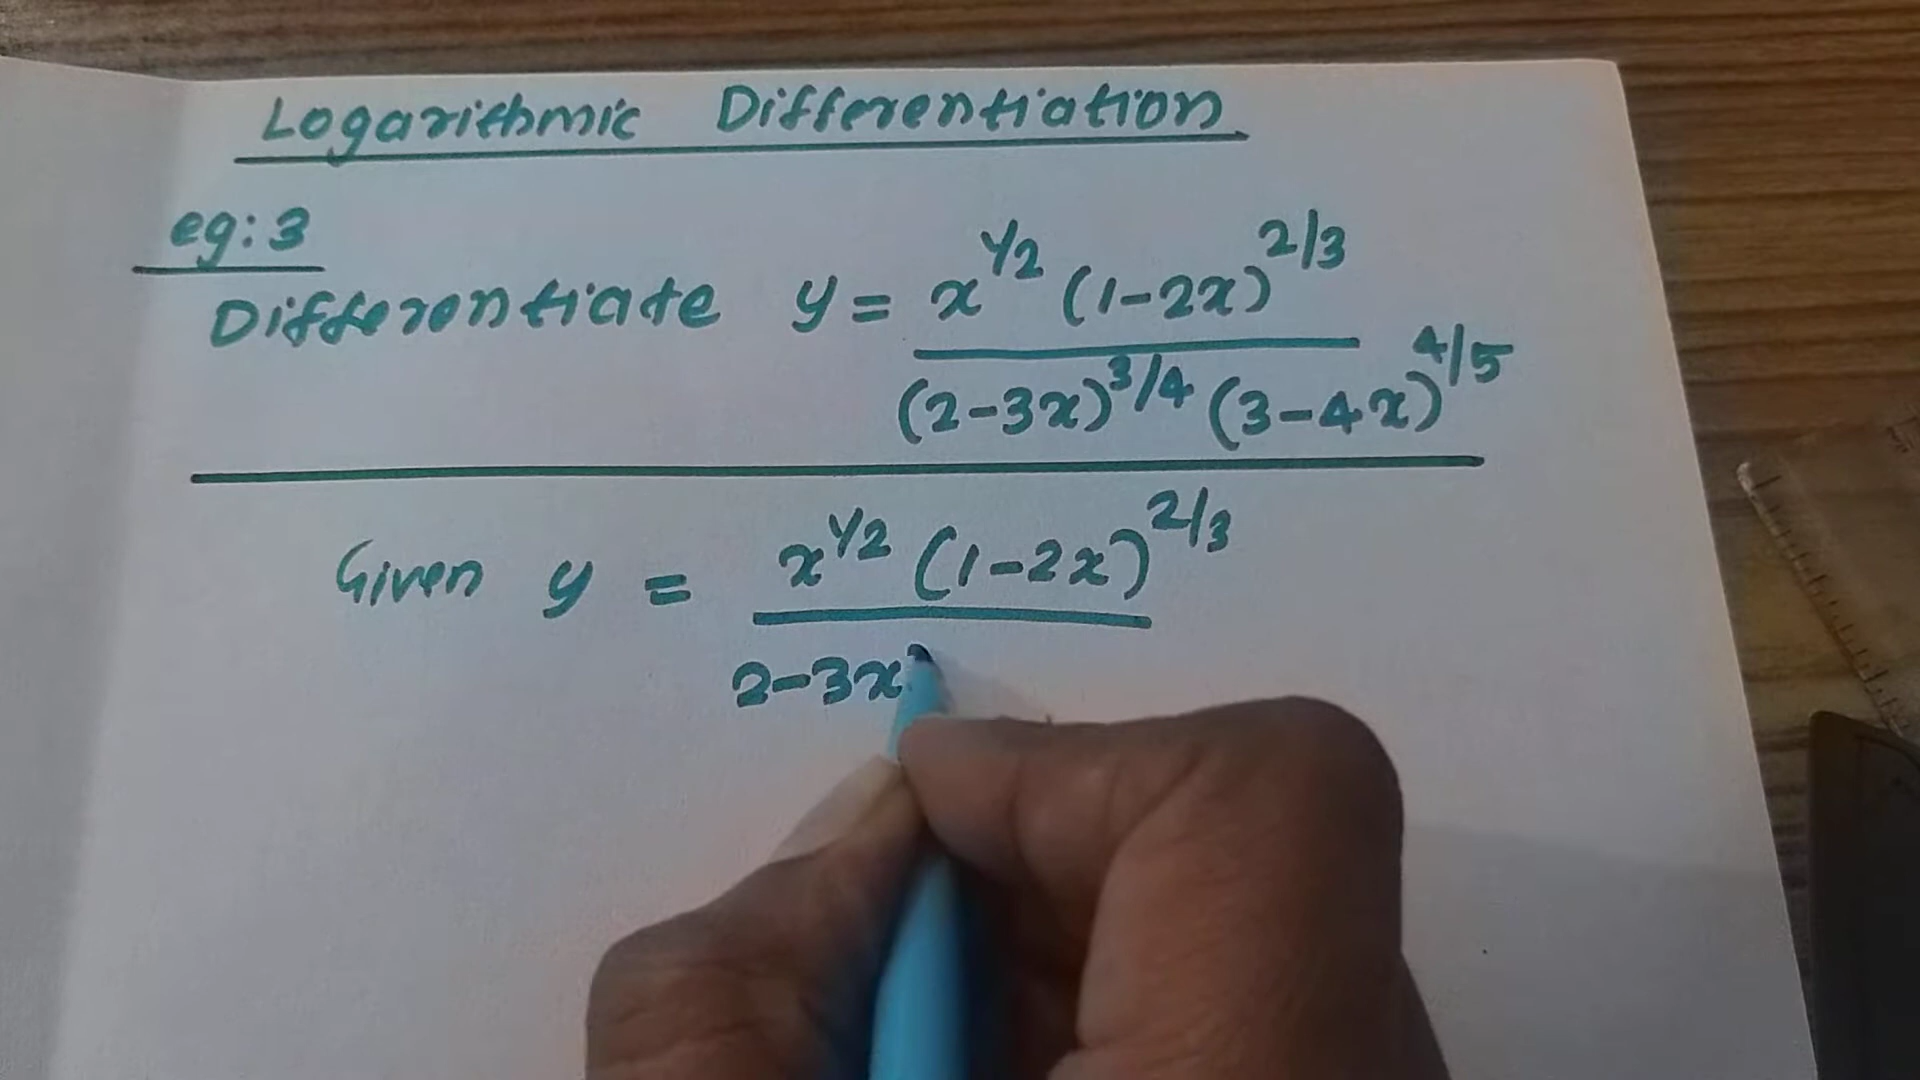 Logarithmic Differentiation
eg: 3
Differentiate y = x^1/2 (1-2x)^2/3
(2-3x)^3/4 (3-4x)^4/5
Given y = x^1/2 (1-2x)^2/3
2-3x